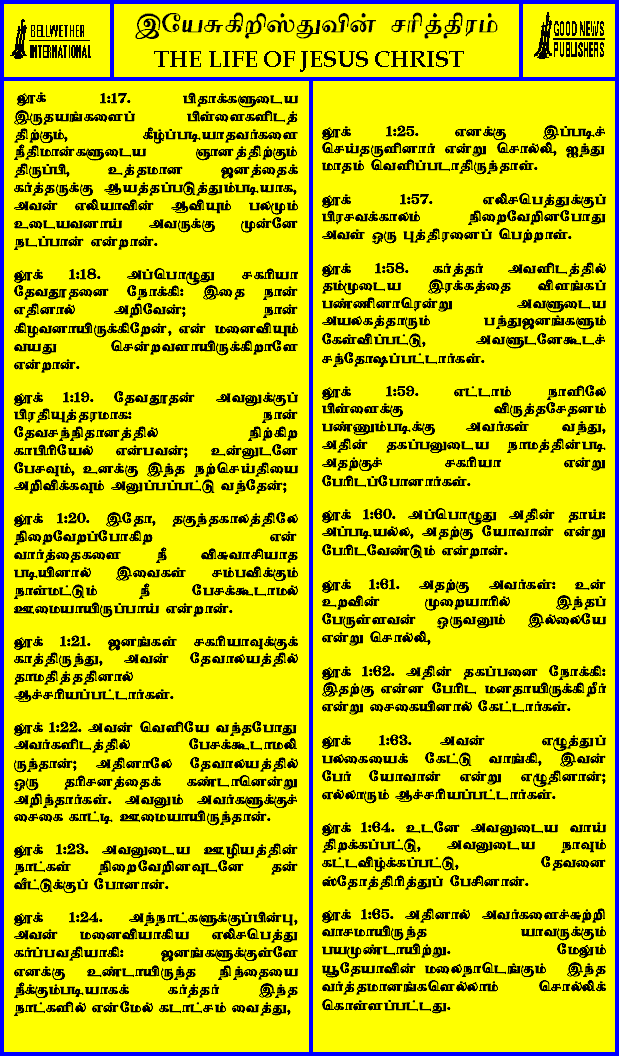 BELLWETHER
INTERNATIONAL
இயேசுகிறிஸ்துவின் சரித்திரம்
THE LIFE OF JESUS CHRIST
GOOD NEWS
PUBLISHERS
லூக் 1:17. பிதாக்களுடைய
இருதயங்களைப் பிள்ளைகளிடத்
திற்கும், கீழ்ப்படியாதவர்களை
நீதிமான்களுடைய ஞானத்திற்கும்
திருப்பி, உத்தமான ஜனத்தைக்
கர்த்தருக்கு ஆயத்தப்படுத்தும்படியாக,
அவன் எலியாவின் ஆவியும் பலமும்
உடையவனாய் அவருக்கு முன்னே
நடப்பான் என்றான்.
லூக் 1:18. அப்பொழுது சகரியா
தேவதூதனை நோக்கி: இதை நான்
எதினால் அறிவேன்; நான்
கிழவனாயிருக்கிறேன், என் மனைவியும்
வயது சென்றவளாயிருக்கிறாளே
என்றான்.
லூக் 1:19. தேவதூதன் அவனுக்குப்
பிரதியுத்தரமாக: நான்
தேவசந்நிதானத்தில் நிற்கிற
காபிரியேல் என்பவன்; உன்னுடனே
பேசவும், உனக்கு இந்த நற்செய்தியை
அறிவிக்கவும் அனுப்பப்பட்டு வந்தேன்;
லூக் 1:20. இதோ, தகுந்தகாலத்திலே
நிறைவேறப்போகிற என்
வார்த்தைகளை நீ விசுவாசியாத
படியினால் இவைகள் சம்பவிக்கும்
நாள்மட்டும் நீ பேசக்கூடாமல்
ஊமையாயிருப்பாய் என்றான்.
லூக் 1:21. ஜனங்கள் சகரியாவுக்குக்
காத்திருந்து, அவன் தேவாலயத்தில்
தாமதித்ததினால்
ஆச்சரியப்பட்டார்கள்.
லூக் 1:22. அவன் வெளியே வந்தபோது
அவர்களிடத்தில் பேசக்கூடாமலி
ருந்தான்; அதினாலே தேவாலயத்தில்
ஒரு தரிசனத்தைக் கண்டானென்று
அறிந்தார்கள். அவனும் அவர்களுக்குச்
சைகை காட்டி ஊமையாயிருந்தான்.
லூக் 1:23. அவனுடைய ஊழியத்தின்
நாட்கள் நிறைவேறினவுடனே தன்
வீட்டுக்குப் போனான்.
லூக் 1:24. அந்நாட்களுக்குப்பின்பு,
அவன் மனைவியாகிய எலிசபெத்து
கர்ப்பவதியாகி: ஜனங்களுக்குள்ளே
எனக்கு உண்டாயிருந்த நிந்தையை
நீக்கும்படியாகக் கர்த்தர் இந்த
நாட்களில் என்மேல் கடாட்சம் வைத்து,
லூக் 1:25. எனக்கு இப்படிச்
செய்தருளினார் என்று சொல்லி, ஐந்து
மாதம் வெளிப்படாதிருந்தாள்.
லூக் 1:57. எலிசபெத்துக்குப்
பிரசவக்காலம் நிறைவேறினபோது
அவள் ஒரு புத்திரனைப் பெற்றாள்.
லூக் 1:58. கர்த்தர் அவளிடத்தில்
தம்முடைய இரக்கத்தை விளங்கப்
பண்ணினாரென்று அவளுடைய
அயலகத்தாரும் பந்துஜனங்களும்
கேள்விப்பட்டு, அவளுடனேகூடச்
சந்தோஷப்பட்டார்கள்.
லூக் 1:59. எட்டாம் நாளிலே
பிள்ளைக்கு விருத்தசேதனம்
பண்ணும்படிக்கு அவர்கள் வந்து,
அதின் தகப்பனுடைய நாமத்தின்படி
அதற்குச் சகரியா என்று
பேரிடப்போனார்கள்.
லூக் 1:60. அப்பொழுது அதின் தாய்:
அப்படியல்ல, அதற்கு யோவான் என்று
பேரிடவேண்டும் என்றாள்.
லூக் 1:61. அதற்கு அவர்கள்: உன்
உறவின் முறையாரில் இந்தப்
பேருள்ளவன் ஒருவனும் இல்லையே
என்று சொல்லி,
லூக் 1:62. அதின் தகப்பனை நோக்கி:
இதற்கு என்ன பேரிட மனதாயிருக்கிறீர்
என்று சைகையினால் கேட்டார்கள்.
லூக் 1:63. அவன் எழுத்துப்
பலகையைக் கேட்டு வாங்கி, இவன்
பேர் யோவான் என்று எழுதினான்;
எல்லாரும் ஆச்சரியப்பட்டார்கள்.
லூக் 1:64. உடனே அவனுடைய வாய்
திறக்கப்பட்டு, அவனுடைய நாவும்
கட்டவிழ்க்கப்பட்டு, தேவனை
ஸ்தோத்திரித்துப் பேசினான்.
லூக் 1:65. அதினால் அவர்களைச்சுற்றி
வாசமாயிருந்த யாவருக்கும்
பயமுண்டாயிற்று. மேலும்
யூதேயாவின் மலைநாடெங்கும் இந்த
வர்த்தமானங்களெல்லாம் சொல்லிக்
கொள்ளப்பட்டது.